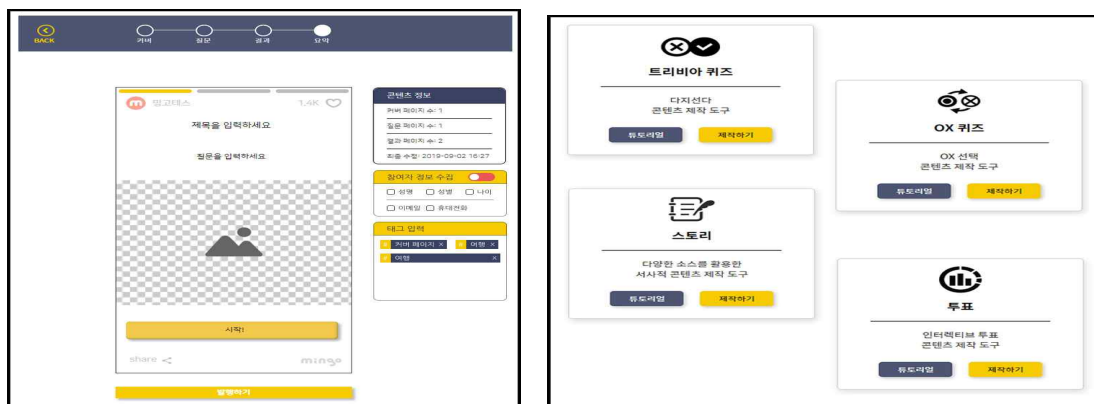 BACK
커버
질문
결과
요약
밍고테스
1.4K
제목을 입력하세요
질문을 입력하세요
시작!
share
mingo
발행하기
콘텐츠 정보
커버 페이지 수: 1
질문 페이지 수: 1
결과 페이지 수: 2
최종 수정: 2019-09-02 16:27
참여자 정보 수집
성명 성별 나이
이메일 휴대전화
태그 입력
# 커버 페이지 × # 여행 ×
# 여행 ×
트리비아 퀴즈
다지선다
콘텐츠 제작 도구
튜토리얼 제작하기
OX 퀴즈
OX 선택
콘텐츠 제작 도구
튜토리얼 제작하기
스토리
다양한 소스를 활용한
서사적 콘텐츠 제작 도구
튜토리얼 제작하기
투표
인터렉티브 투표
콘텐츠 제작 도구
튜토리얼 제작하기